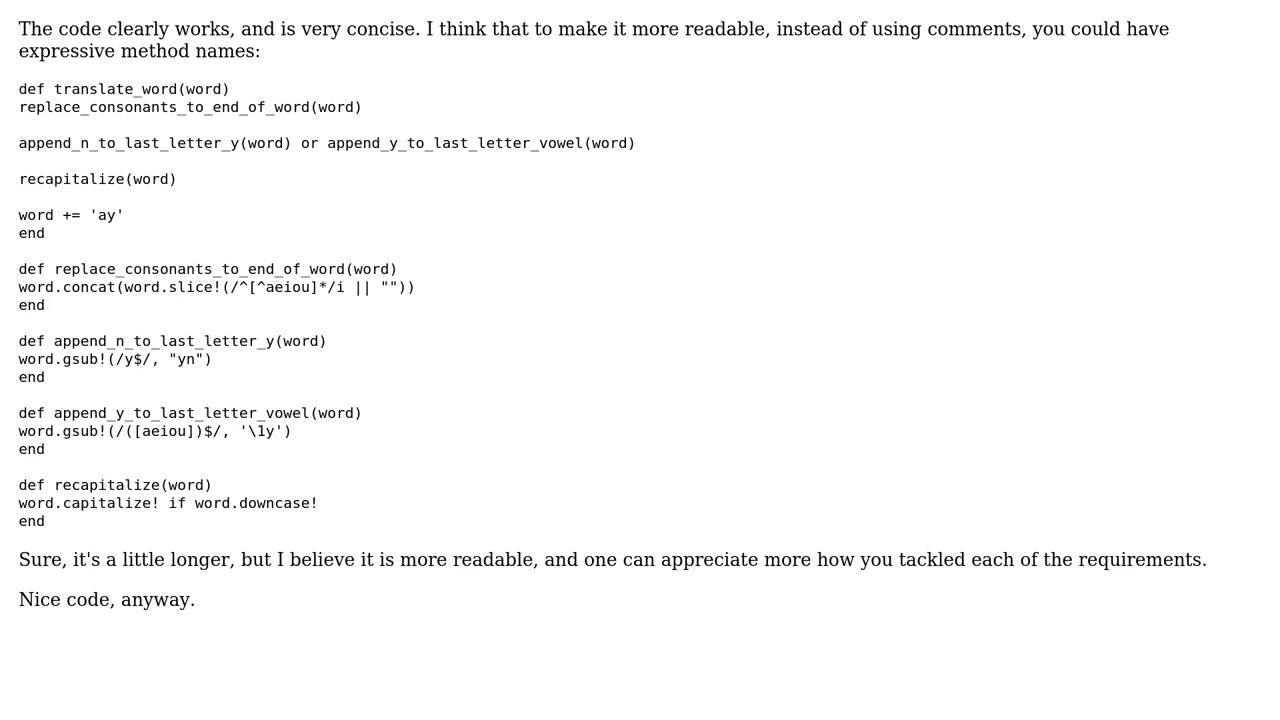 The code clearly works, and is very concise. I think that to make it more readable, instead of using comments, you could have
expressive method names:
def translate_word(word)
replace_consonants_to_end_of_word(word)
append_n_to_last_letter_y(word) or append_y_to_last_letter_vowel(word)
recapitalize(word)
word += 'ay'
end
def replace_consonants_to_end_of_word(word)
word.concat(word.slice!(/^[^aeiou]*/i || ""))
end
def append_n_to_last_letter_y(word)
word.gsub!(/y$/, "yn")
end
def append_y_to_last_letter_vowel(word)
word.gsub!(/([aeiou])$/, '\1y')
end
def recapitalize(word)
word.capitalize! if word.downcase!
end
Sure, it's a little longer, but I believe it is more readable, and one can appreciate more how you tackled each of the requirements.
Nice code, anyway.